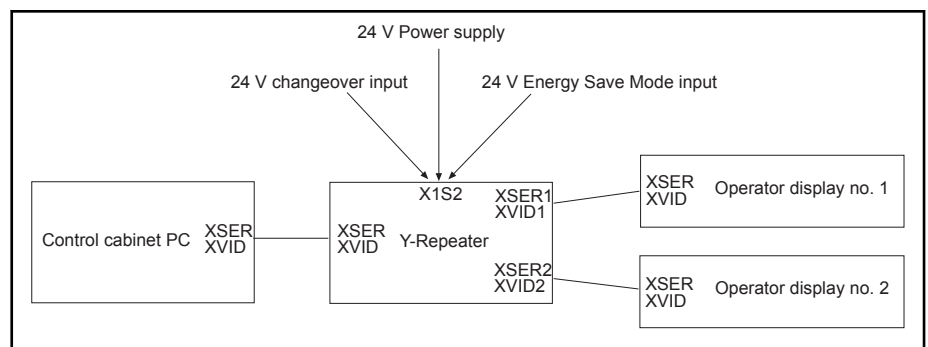 24 V Power supply
24 V changeover input
24 V Energy Save Mode input
X1S2
Control cabinet PC
XSER
XVID
XSER
XVID
Y-Repeater
XSER1
XVID1
XSER2
XVID2
XSER
XVID
Operator display no. 1
XSER
XVID
Operator display no. 2